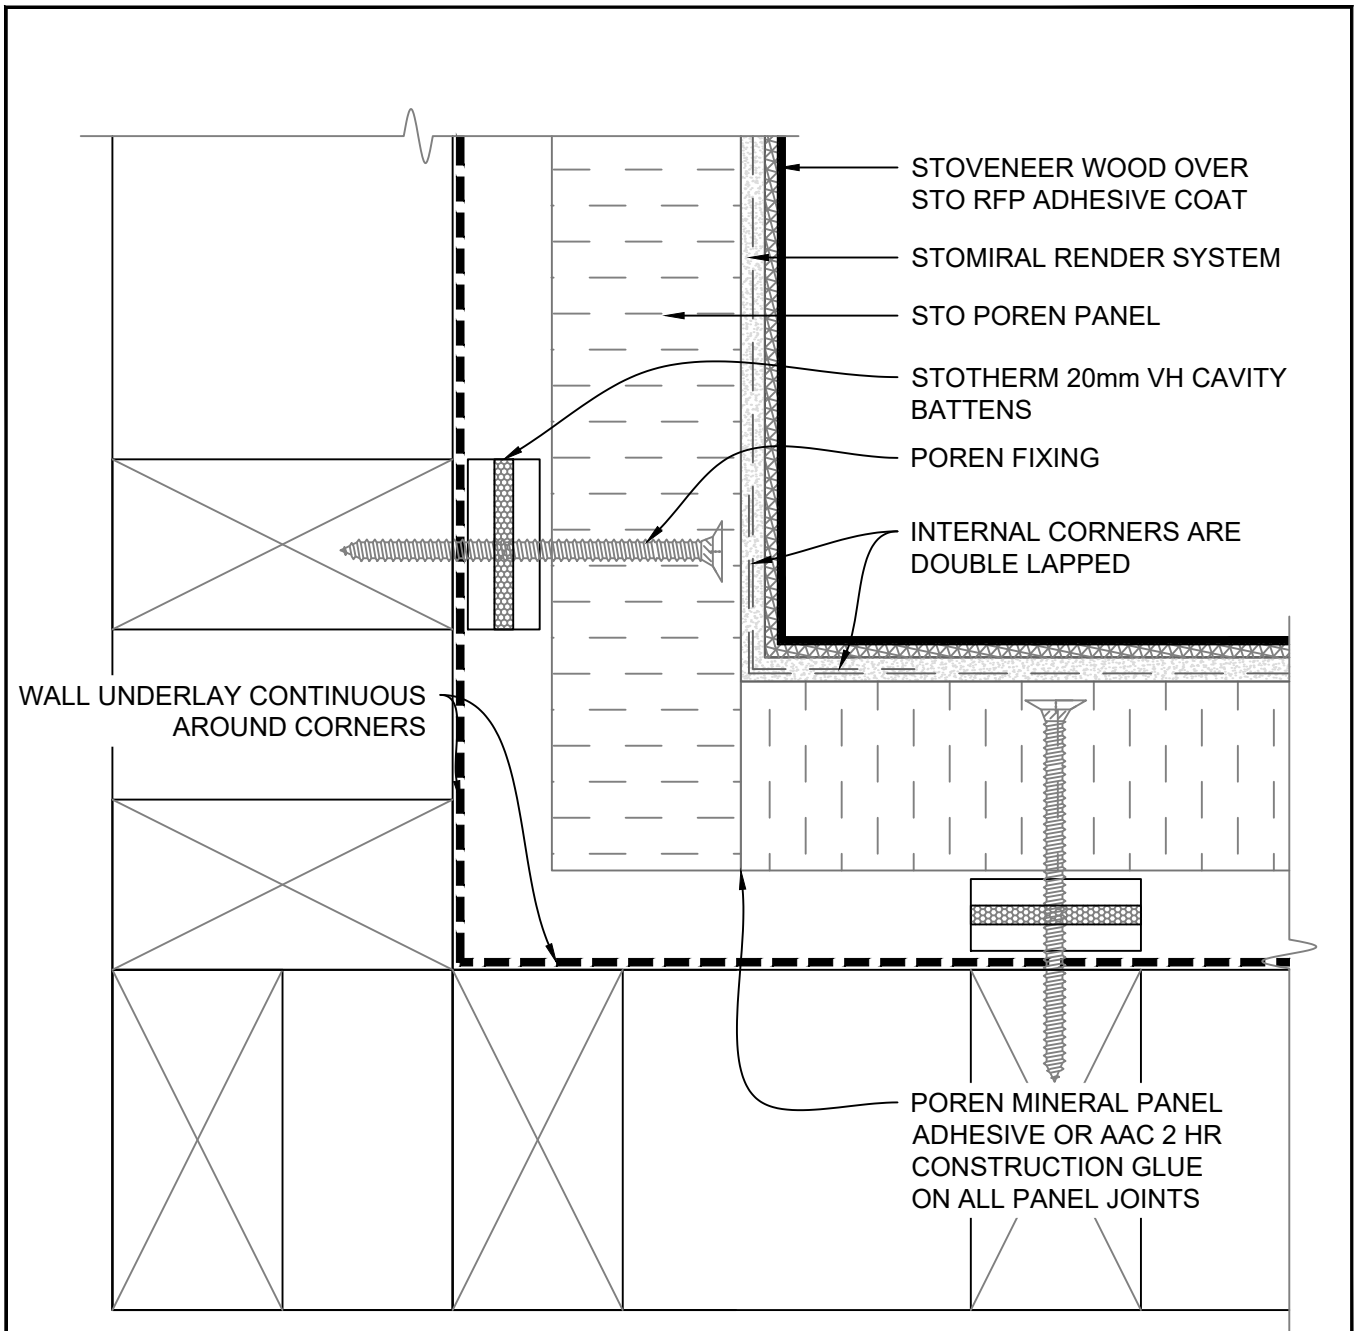 STOVENEER WOOD OVER
STO RFP ADHESIVE COAT
STOMIRAL RENDER SYSTEM
STO POREN PANEL
STOTHERM 20mm VH CAVITY
BATTENS
POREN FIXING
INTERNAL CORNERS ARE
DOUBLE LAPPED
WALL UNDERLAY CONTINUOUS
AROUND CORNERS
POREN MINERAL PANEL
ADHESIVE OR AAC 2 HR
CONSTRUCTION GLUE
ON ALL PANEL JOINTS